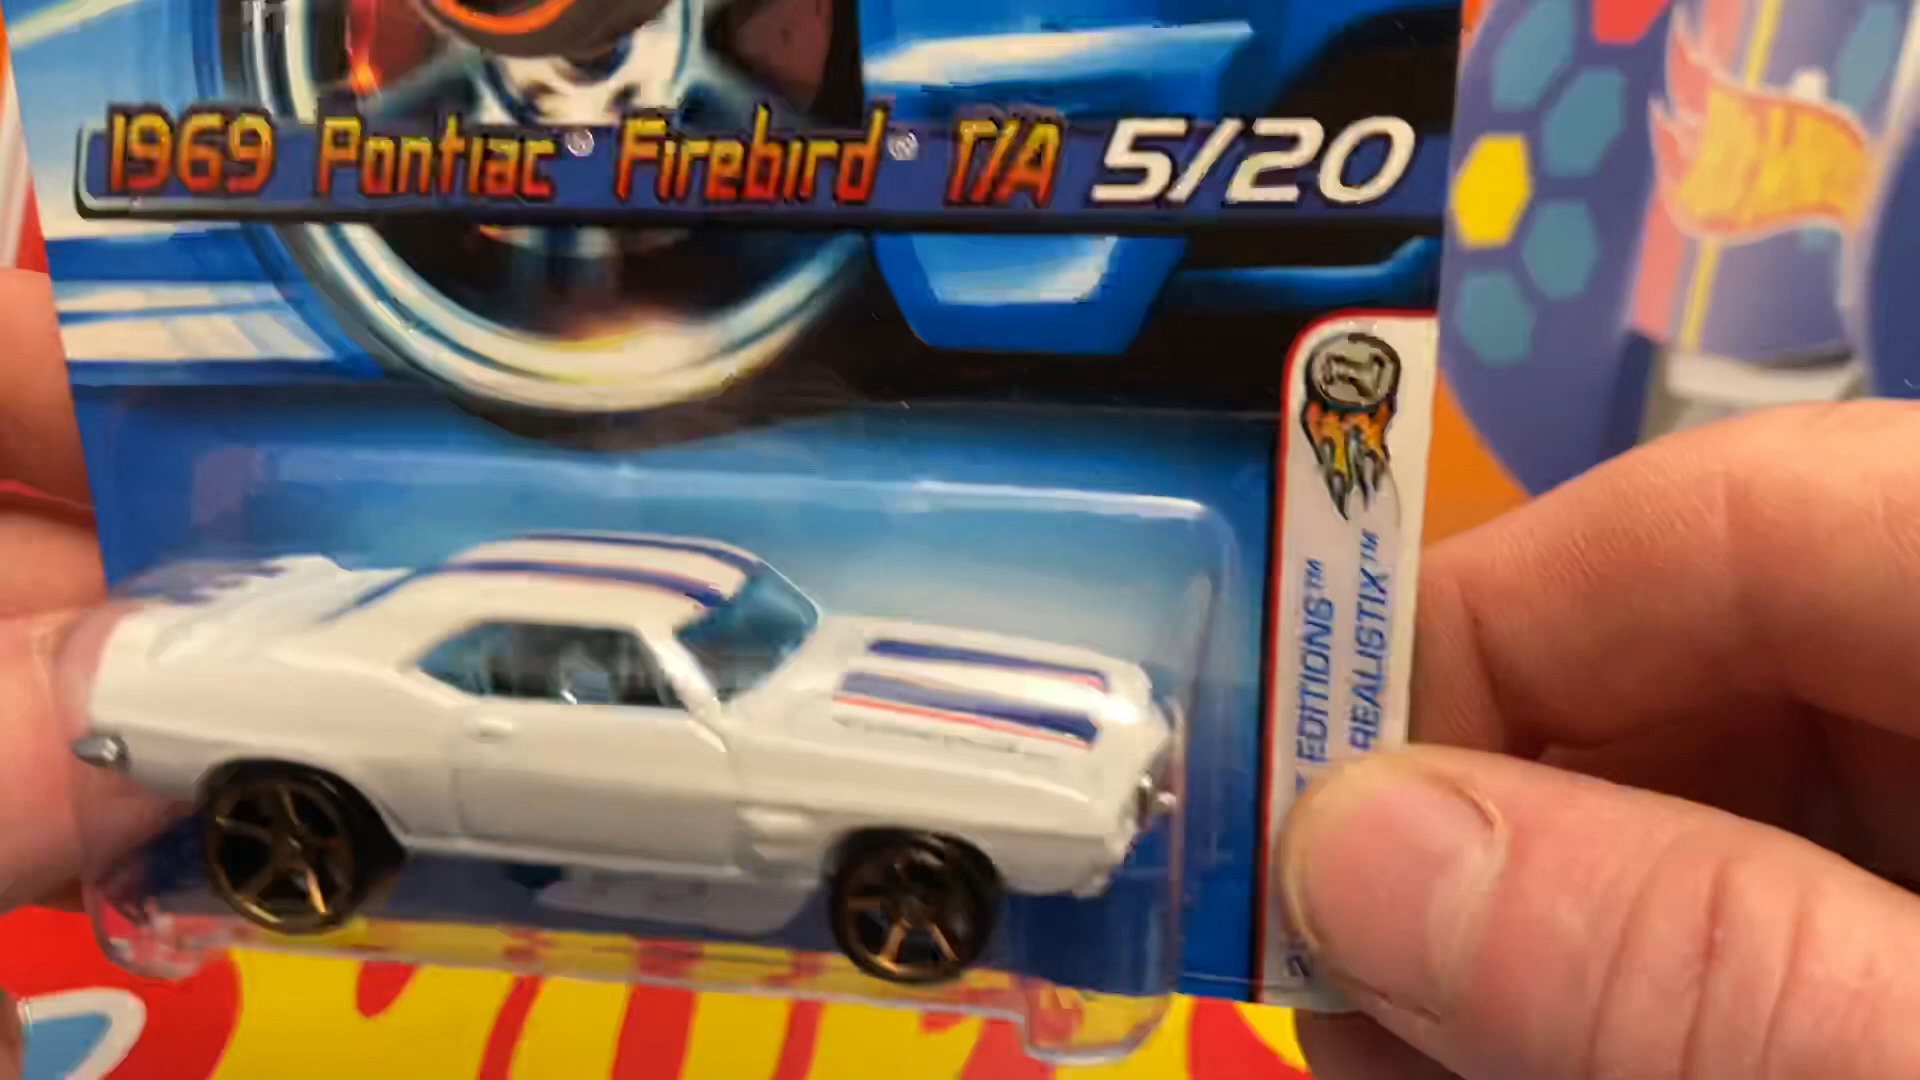 1969 Pontiac® Firebird® T/A 5/20
EDITIONS™
REALISTIX™